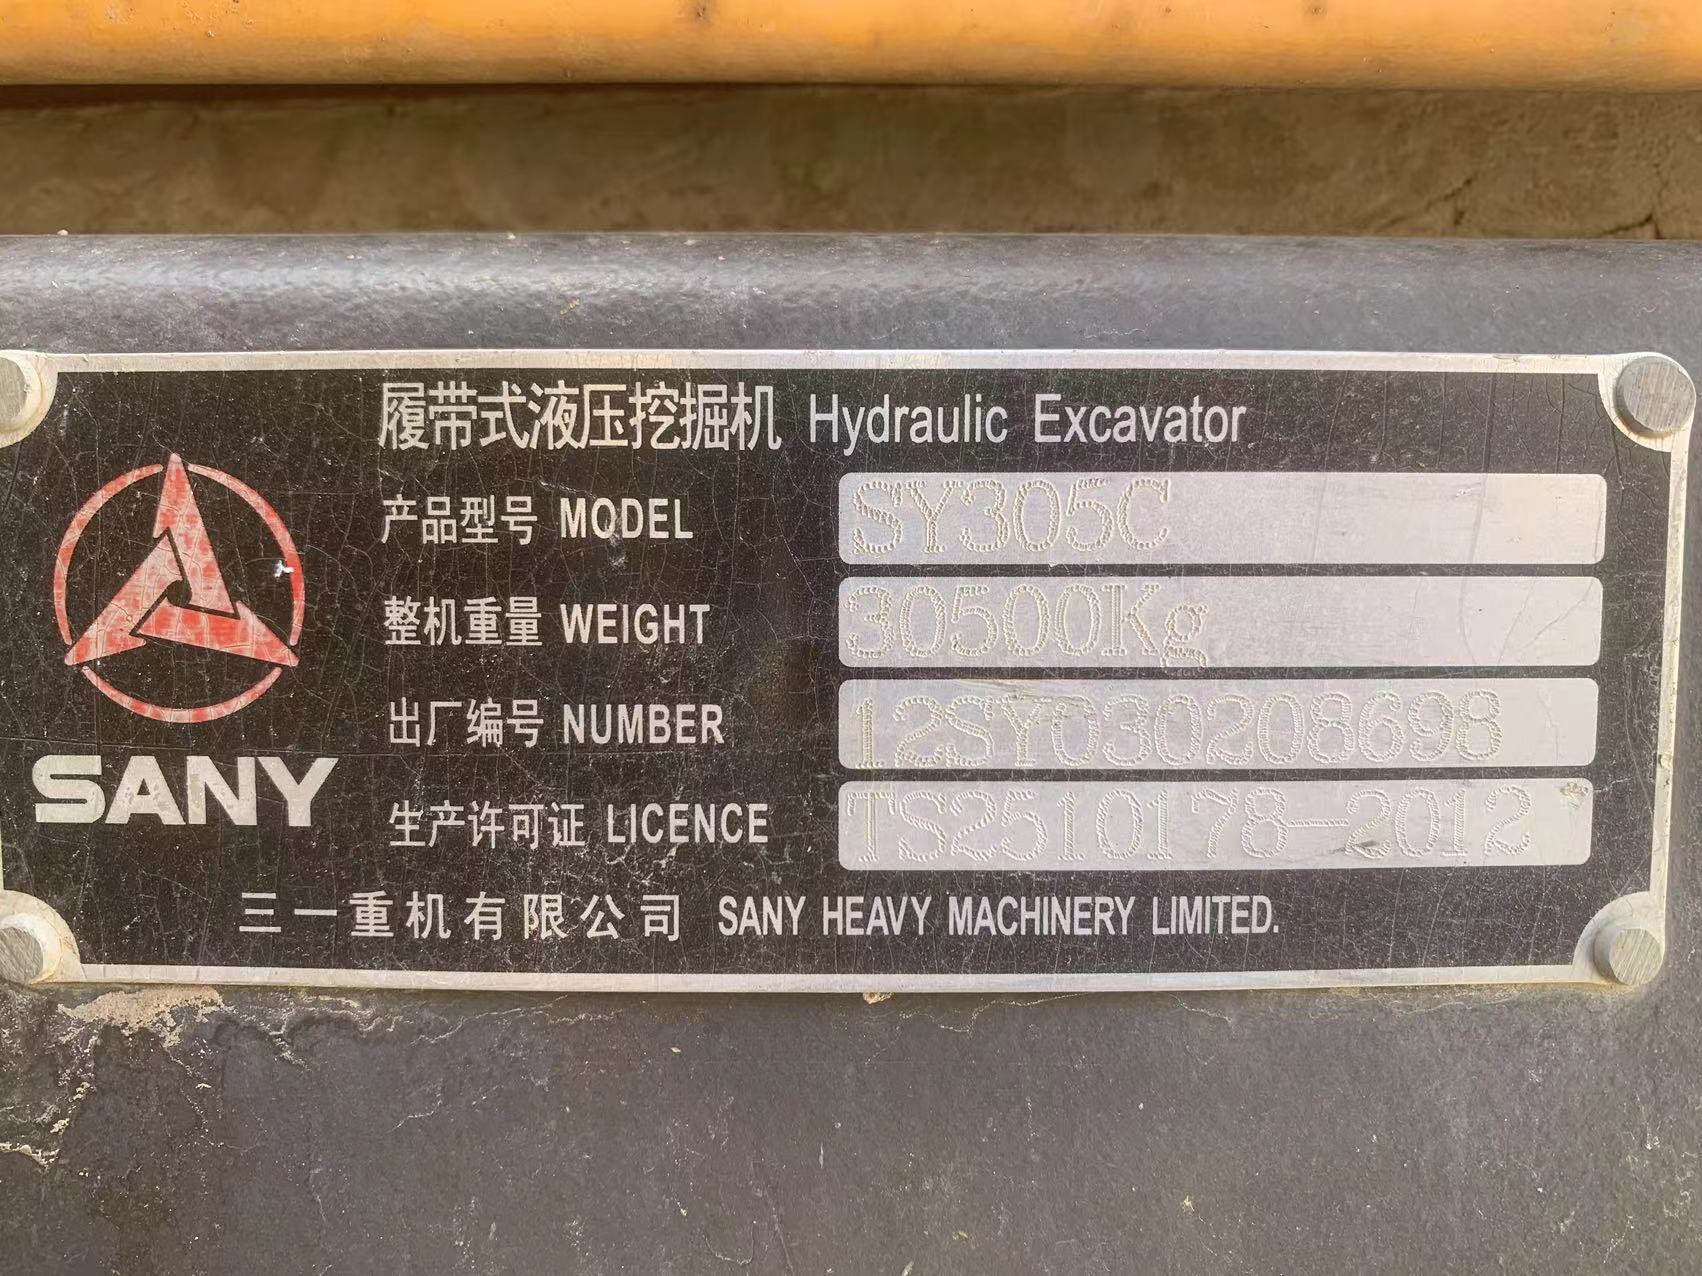 履带式液压挖掘机 Hydraulic Excavator
产品型号 MODEL SY305C
整机重量 WEIGHT 30500Kg
出厂编号 NUMBER 12SY030208698
生产许可证 LICENCE TS2510178-2012
SANY
三一重机有限公司 SANY HEAVY MACHINERY LIMITED.